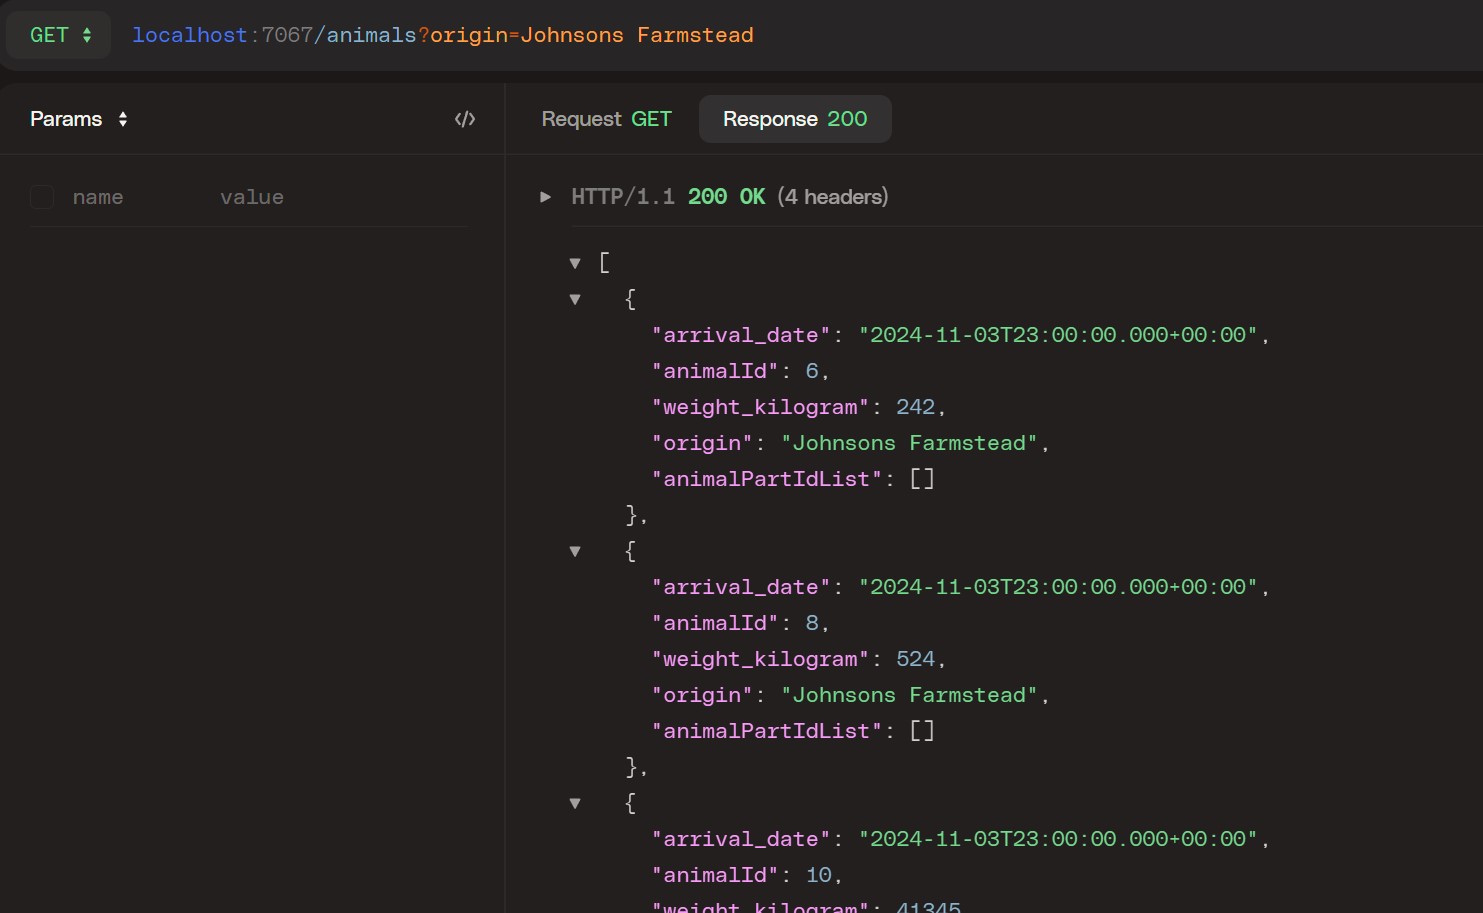 GET localhost:7067/animals?origin=Johnsons Farmstead
Params </> Request GET Response 200
name value
HTTP/1.1 200 OK (4 headers)
[
{
"arrival_date": "2024-11-03T23:00:00.000+00:00",
"animalId": 6,
"weight_kilogram": 242,
"origin": "Johnsons Farmstead",
"animalPartIdList": []
},
{
"arrival_date": "2024-11-03T23:00:00.000+00:00",
"animalId": 8,
"weight_kilogram": 524,
"origin": "Johnsons Farmstead",
"animalPartIdList": []
},
{
"arrival_date": "2024-11-03T23:00:00.000+00:00",
"animalId": 10,
"weight_kilogram": 41345